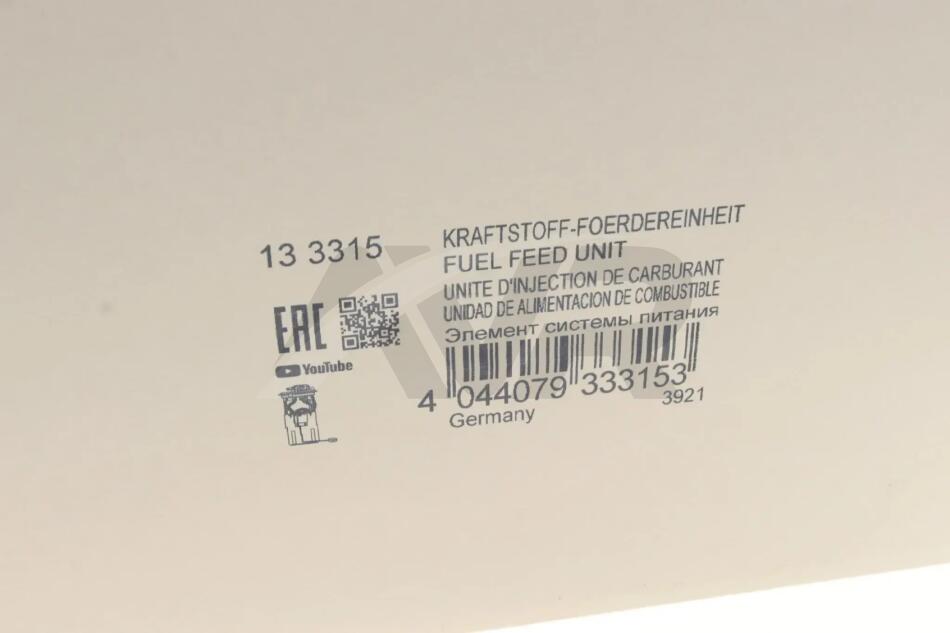 13 3315
KRAFTSTOFF-FOERDEREINHEIT
FUEL FEED UNIT
UNITE D'INJECTION DE CARBURANT
UNIDAD DE ALIMENTACION DE COMBUSTIBLE
Элемент системы питания
EAC
YouTube
4 044079 333153
Germany
3921